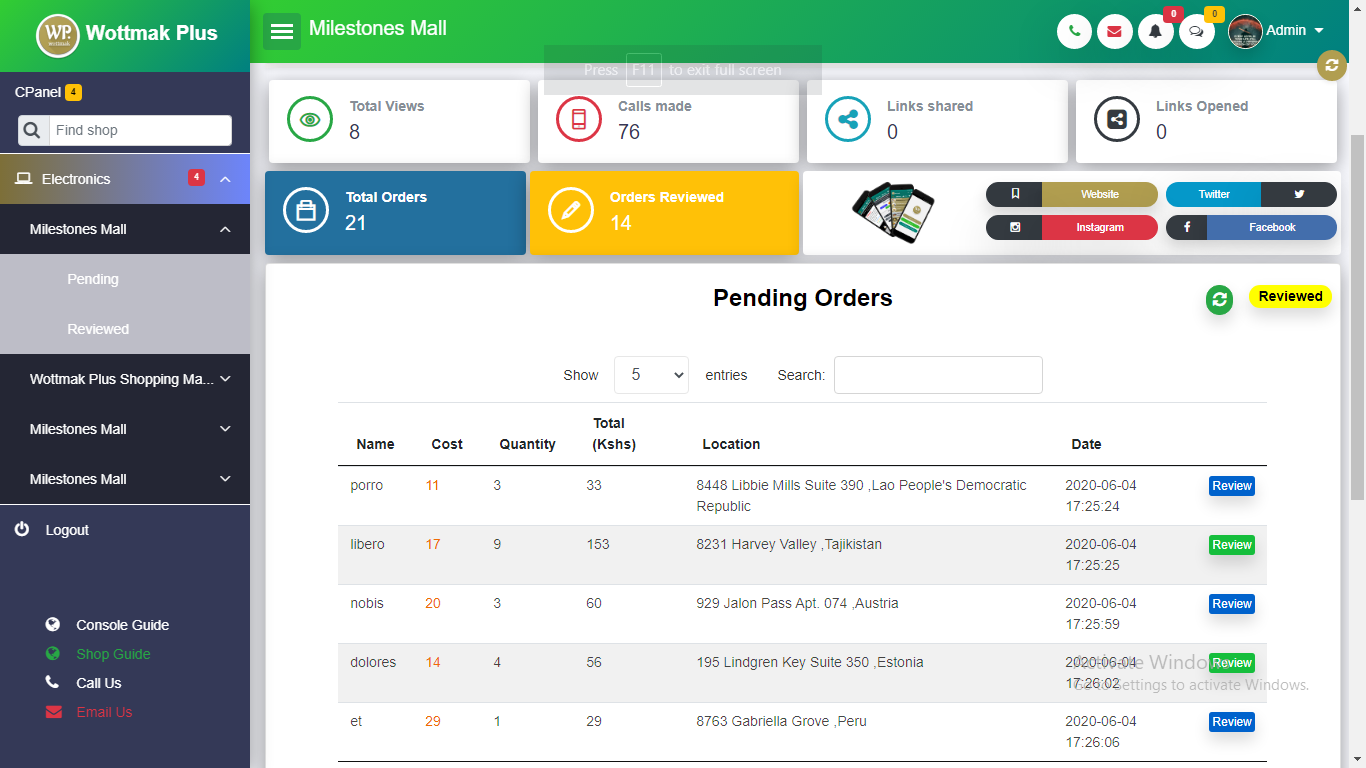 WP.
WOTTMAK
Wottmak Plus
Milestones Mall
0
0
Admin
Press F11 to exit full screen
CPanel 4
Find shop
Electronics 4
Milestones Mall
Pending
Reviewed
Wottmak Plus Shopping Ma...
Milestones Mall
Milestones Mall
Logout
Console Guide
Shop Guide
Call Us
Email Us
Total Views
8
Calls made
76
Links shared
0
Links Opened
0
Total Orders
21
Orders Reviewed
14
Website
Twitter
Instagram
Facebook
Pending Orders
Reviewed
Show 5 entries Search:
Total
Name Cost Quantity (Kshs) Location Date
porro 11 3 33 8448 Libbie Mills Suite 390 ,Lao People's Democratic 2020-06-04 Review
Republic 17:25:24
libero 17 9 153 8231 Harvey Valley ,Tajikistan 2020-06-04 Review
17:25:25
nobis 20 3 60 929 Jalon Pass Apt. 074 ,Austria 2020-06-04 Review
17:25:59
dolores 14 4 56 195 Lindgren Key Suite 350 ,Estonia 2020-06-04 Review
17:26:02
Activate Windows
Go to Settings to activate Windows.
et 29 1 29 8763 Gabriella Grove ,Peru 2020-06-04 Review
17:26:06